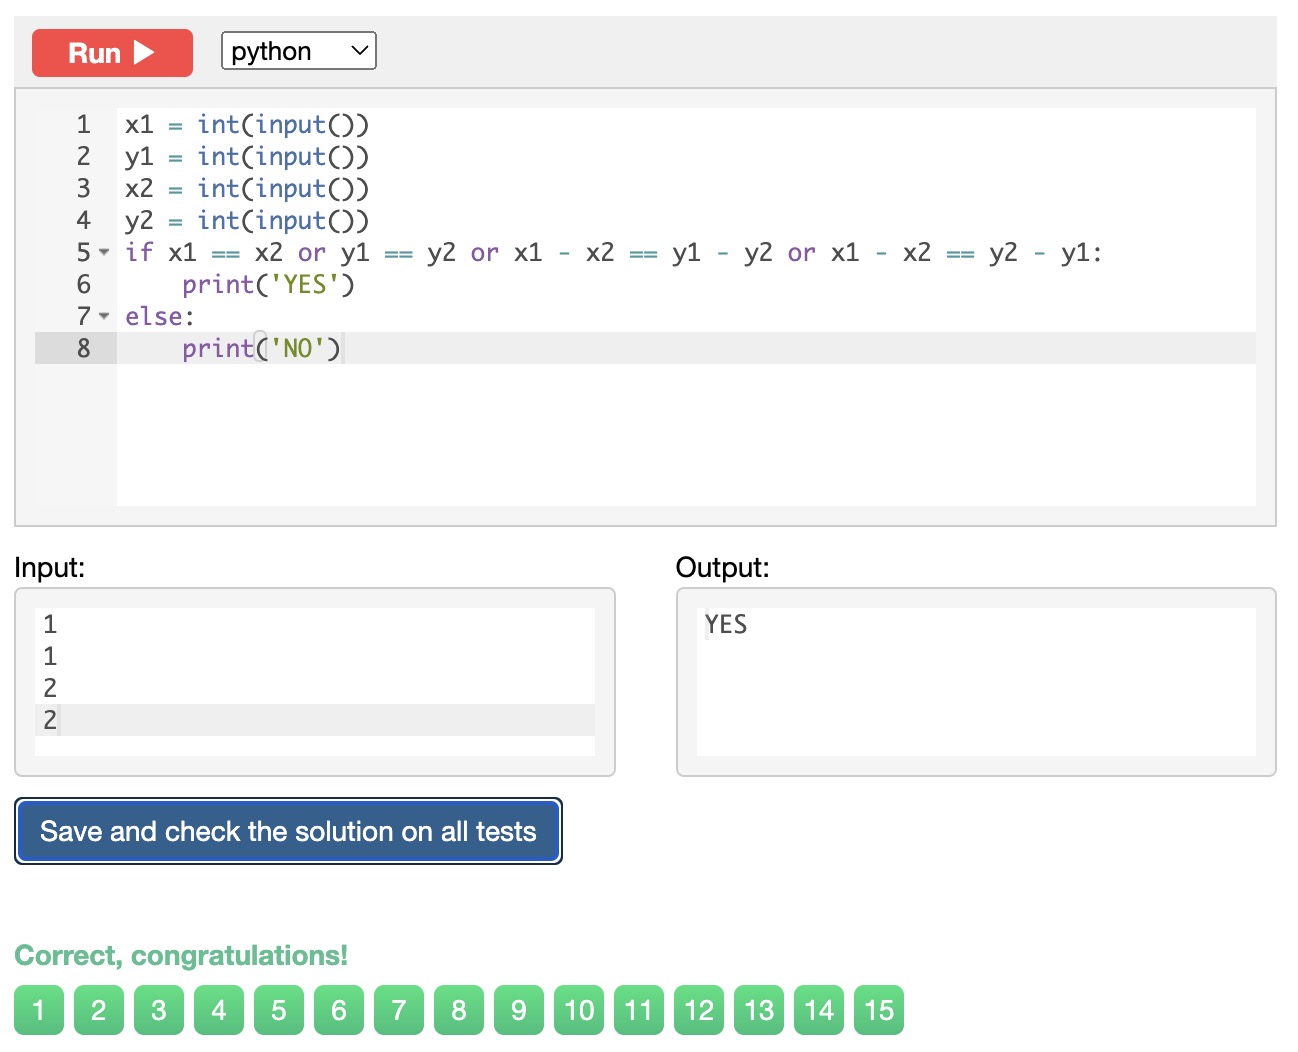 Run python
1 x1 = int(input())
2 y1 = int(input())
3 x2 = int(input())
4 y2 = int(input())
5 if x1 == x2 or y1 == y2 or x1 - x2 == y1 - y2 or x1 - x2 == y2 - y1:
6     print('YES')
7 else:
8     print('NO')
Input:
1
1
2
2
Output:
YES
Save and check the solution on all tests
Correct, congratulations!
1 2 3 4 5 6 7 8 9 10 11 12 13 14 15